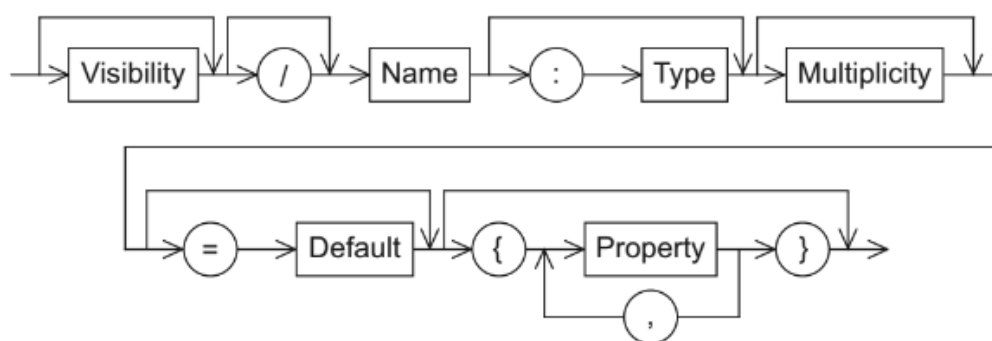 Visibility / Name : Type Multiplicity
= Default { Property }
,